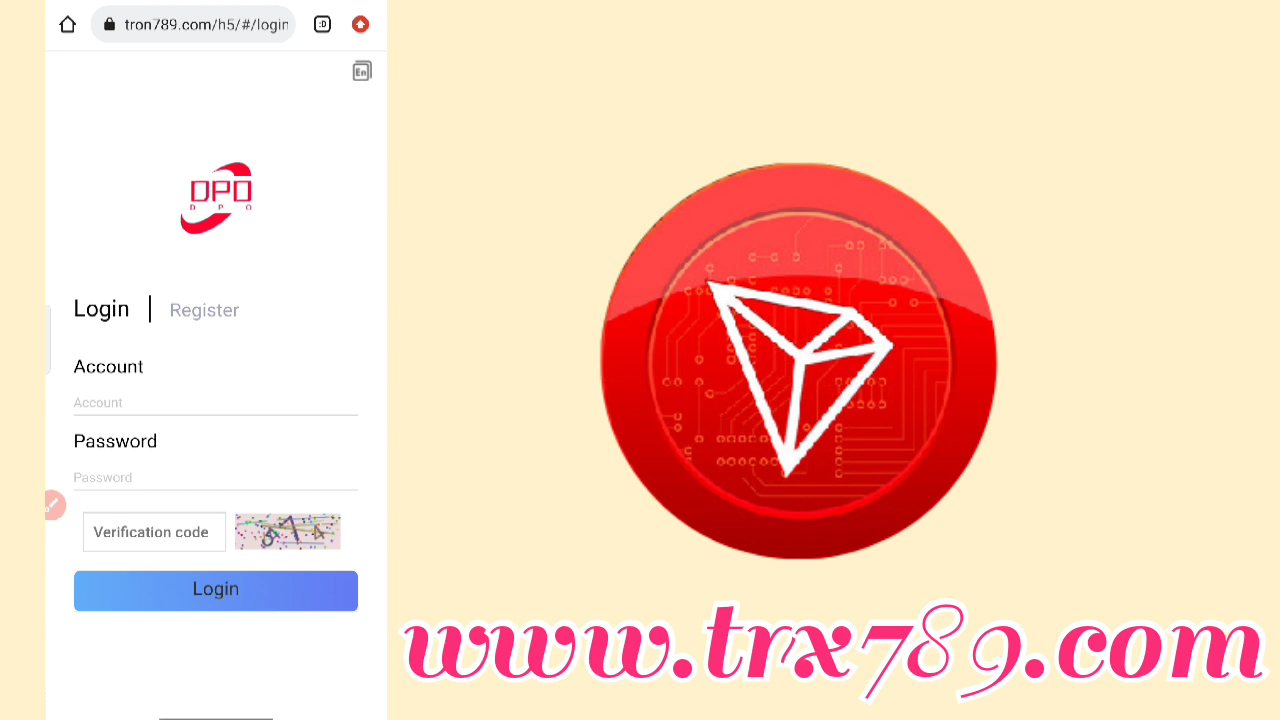 tron789.com/h5/#/login
:D
En
DPO
D P O
Login
Register
Account
Account
Password
Password
Verification code
Login
www.trx789.com